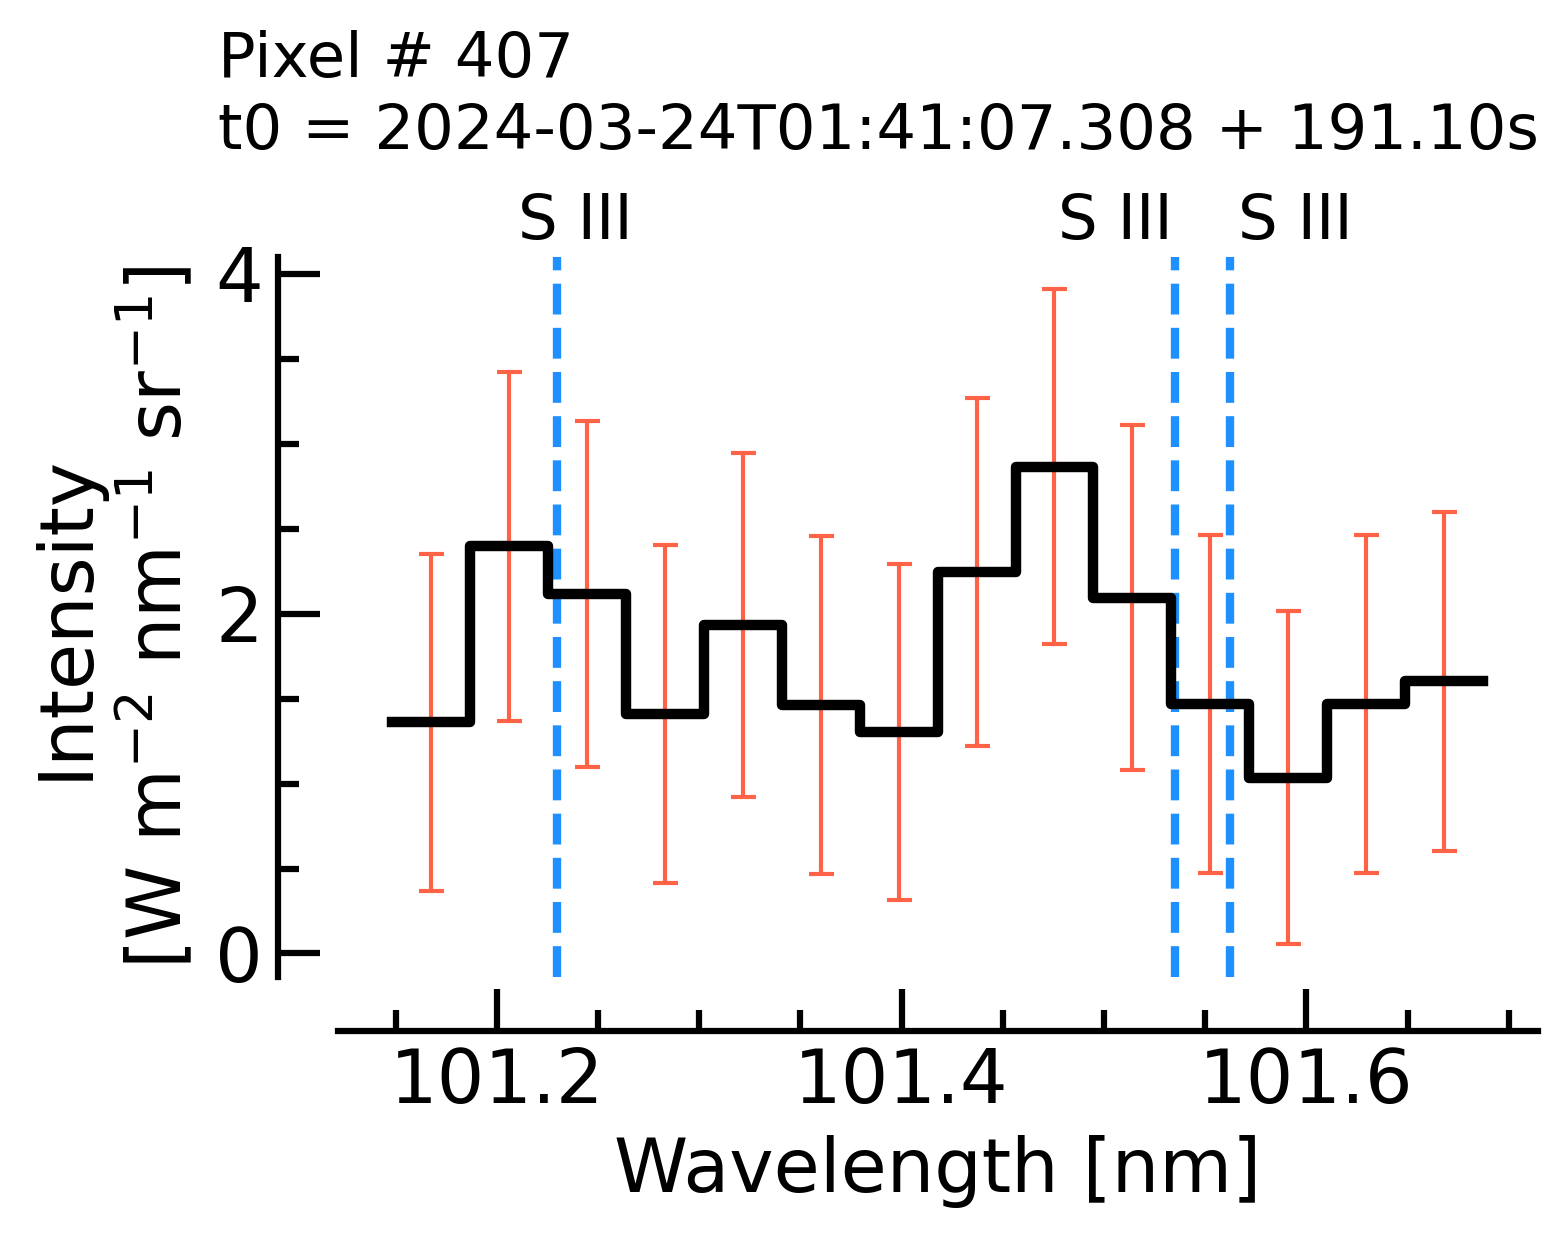 Pixel # 407
t0 = 2024-03-24T01:41:07.308 + 191.10s
S III S III S III
4
2
0
Intensity
[W m⁻² nm⁻¹ sr⁻¹]
101.2 101.4 101.6
Wavelength [nm]